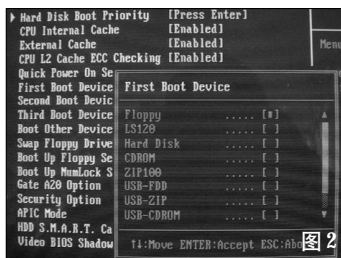 Hard Disk Boot Priority [Press Enter]
CPU Internal Cache [Enabled]
External Cache [Enabled]
Menu
CPU L2 Cache ECC Checking [Enabled]
Quick Power On Se
First Boot Device
Second Boot Devic
Third Boot Device
Boot Other Device
Swap Floppy Drive
Boot Up Floppy Se
Boot Up NumLock S
Gate A20 Option
Security Option
APIC Mode
HDD S.M.A.R.T. Ca
Video BIOS Shadow
First Boot Device
Floppy ..... [■]
LS120 ..... [ ]
Hard Disk ..... [ ]
CDROM ..... [ ]
ZIP100 ..... [ ]
USB-FDD ..... [ ]
USB-ZIP ..... [ ]
USB-CDROM ..... [ ]
↑↓:Move ENTER:Accept ESC:Abo
图 2